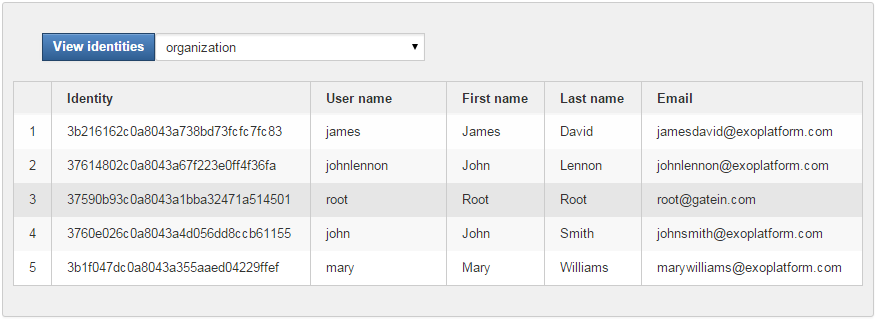 View identities organization
Identity User name First name Last name Email
1 3b216162c0a8043a738bd73fcfc7fc83 james James David jamesdavid@exoplatform.com
2 37614802c0a8043a67f223e0ff4f36fa johnlennon John Lennon johnlennon@exoplatform.com
3 37590b93c0a8043a1bba32471a514501 root Root Root root@gatein.com
4 3760e026c0a8043a4d056dd8ccb61155 john John Smith johnsmith@exoplatform.com
5 3b1f047dc0a8043a355aaed04229ffef mary Mary Williams marywilliams@exoplatform.com